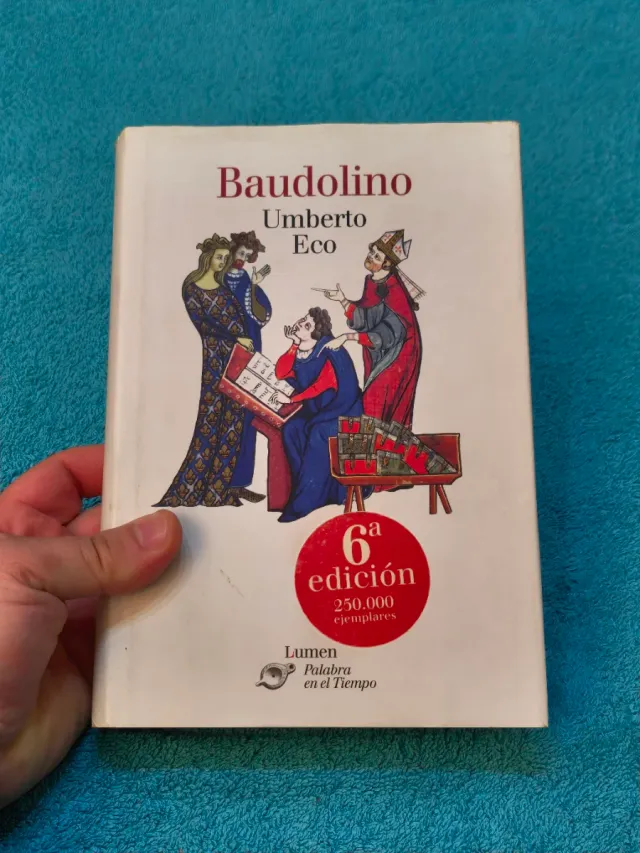 Baudolino
Umberto
Eco
6ª
edición
250.000
ejemplares
Lumen
Palabra
en el Tiempo